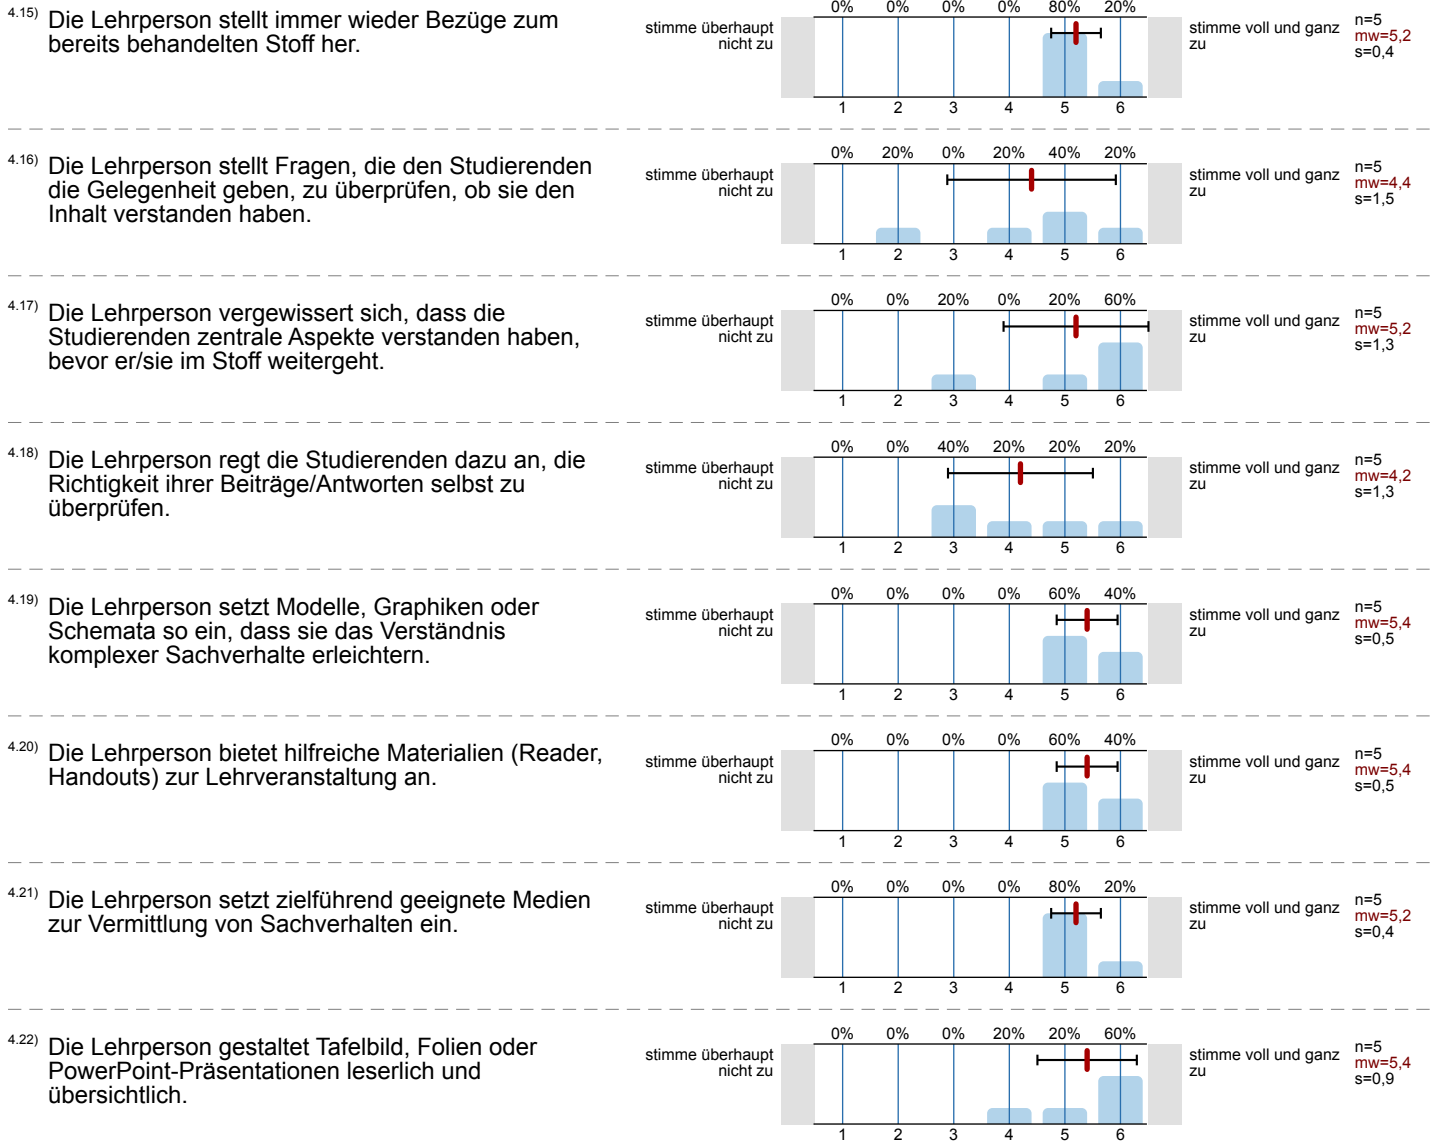 4.15) Die Lehrperson stellt immer wieder Bezüge zum
bereits behandelten Stoff her.
stimme überhaupt
nicht zu
0% 0% 0% 0% 80% 20%
1 2 3 4 5 6
stimme voll und ganz
zu
n=5
mw=5,2
s=0,4
4.16) Die Lehrperson stellt Fragen, die den Studierenden
die Gelegenheit geben, zu überprüfen, ob sie den
Inhalt verstanden haben.
stimme überhaupt
nicht zu
0% 20% 0% 20% 40% 20%
1 2 3 4 5 6
stimme voll und ganz
zu
n=5
mw=4,4
s=1,5
4.17) Die Lehrperson vergewissert sich, dass die
Studierenden zentrale Aspekte verstanden haben,
bevor er/sie im Stoff weitergeht.
stimme überhaupt
nicht zu
0% 0% 20% 0% 20% 60%
1 2 3 4 5 6
stimme voll und ganz
zu
n=5
mw=5,2
s=1,3
4.18) Die Lehrperson regt die Studierenden dazu an, die
Richtigkeit ihrer Beiträge/Antworten selbst zu
überprüfen.
stimme überhaupt
nicht zu
0% 0% 40% 20% 20% 20%
1 2 3 4 5 6
stimme voll und ganz
zu
n=5
mw=4,2
s=1,3
4.19) Die Lehrperson setzt Modelle, Graphiken oder
Schemata so ein, dass sie das Verständnis
komplexer Sachverhalte erleichtern.
stimme überhaupt
nicht zu
0% 0% 0% 0% 60% 40%
1 2 3 4 5 6
stimme voll und ganz
zu
n=5
mw=5,4
s=0,5
4.20) Die Lehrperson bietet hilfreiche Materialien (Reader,
Handouts) zur Lehrveranstaltung an.
stimme überhaupt
nicht zu
0% 0% 0% 0% 60% 40%
1 2 3 4 5 6
stimme voll und ganz
zu
n=5
mw=5,4
s=0,5
4.21) Die Lehrperson setzt zielführend geeignete Medien
zur Vermittlung von Sachverhalten ein.
stimme überhaupt
nicht zu
0% 0% 0% 0% 80% 20%
1 2 3 4 5 6
stimme voll und ganz
zu
n=5
mw=5,2
s=0,4
4.22) Die Lehrperson gestaltet Tafelbild, Folien oder
PowerPoint-Präsentationen leserlich und
übersichtlich.
stimme überhaupt
nicht zu
0% 0% 0% 20% 20% 60%
1 2 3 4 5 6
stimme voll und ganz
zu
n=5
mw=5,4
s=0,9